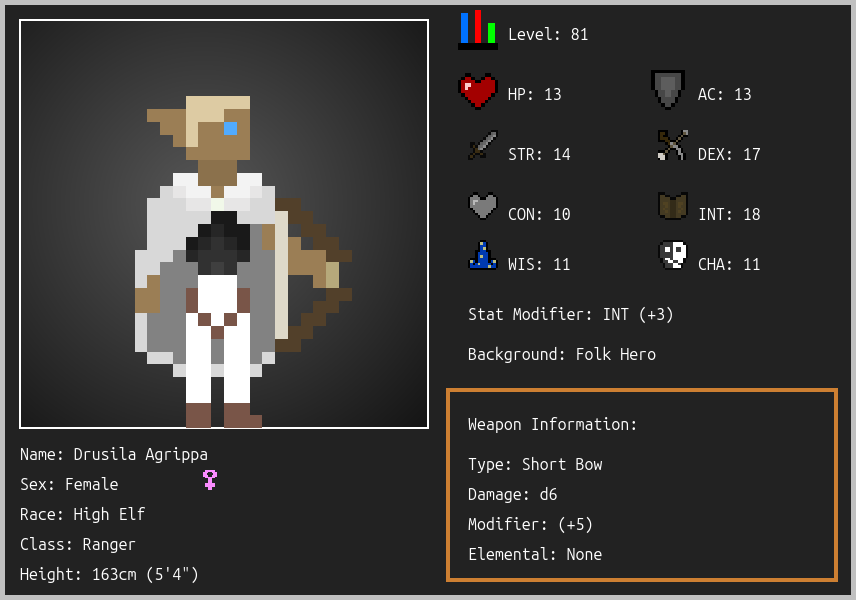 Level: 81
HP: 13
AC: 13
STR: 14
DEX: 17
CON: 10
INT: 18
WIS: 11
CHA: 11
Stat Modifier: INT (+3)
Background: Folk Hero
Weapon Information:
Type: Short Bow
Damage: d6
Modifier: (+5)
Elemental: None
Name: Drusila Agrippa
Sex: Female
Race: High Elf
Class: Ranger
Height: 163cm (5'4")